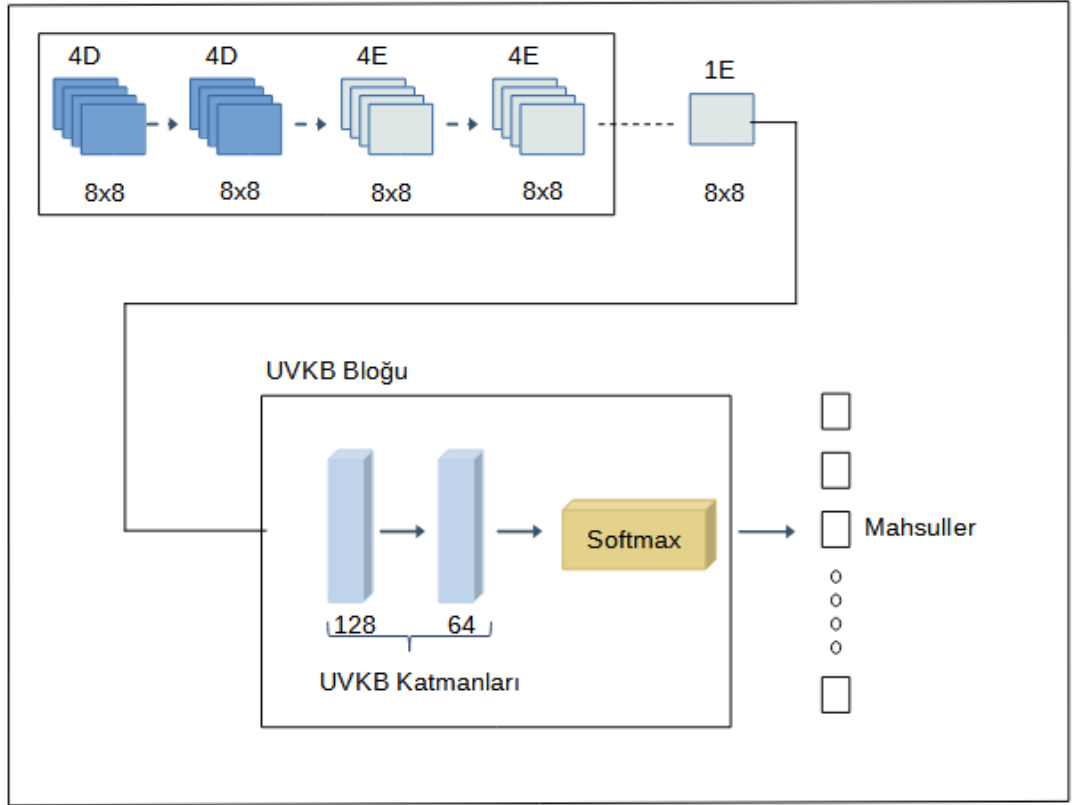 4D 4D 4E 4E 1E
8x8 8x8 8x8 8x8 8x8
UVKB Bloğu
Softmax
Mahsuller
128 64
UVKB Katmanları